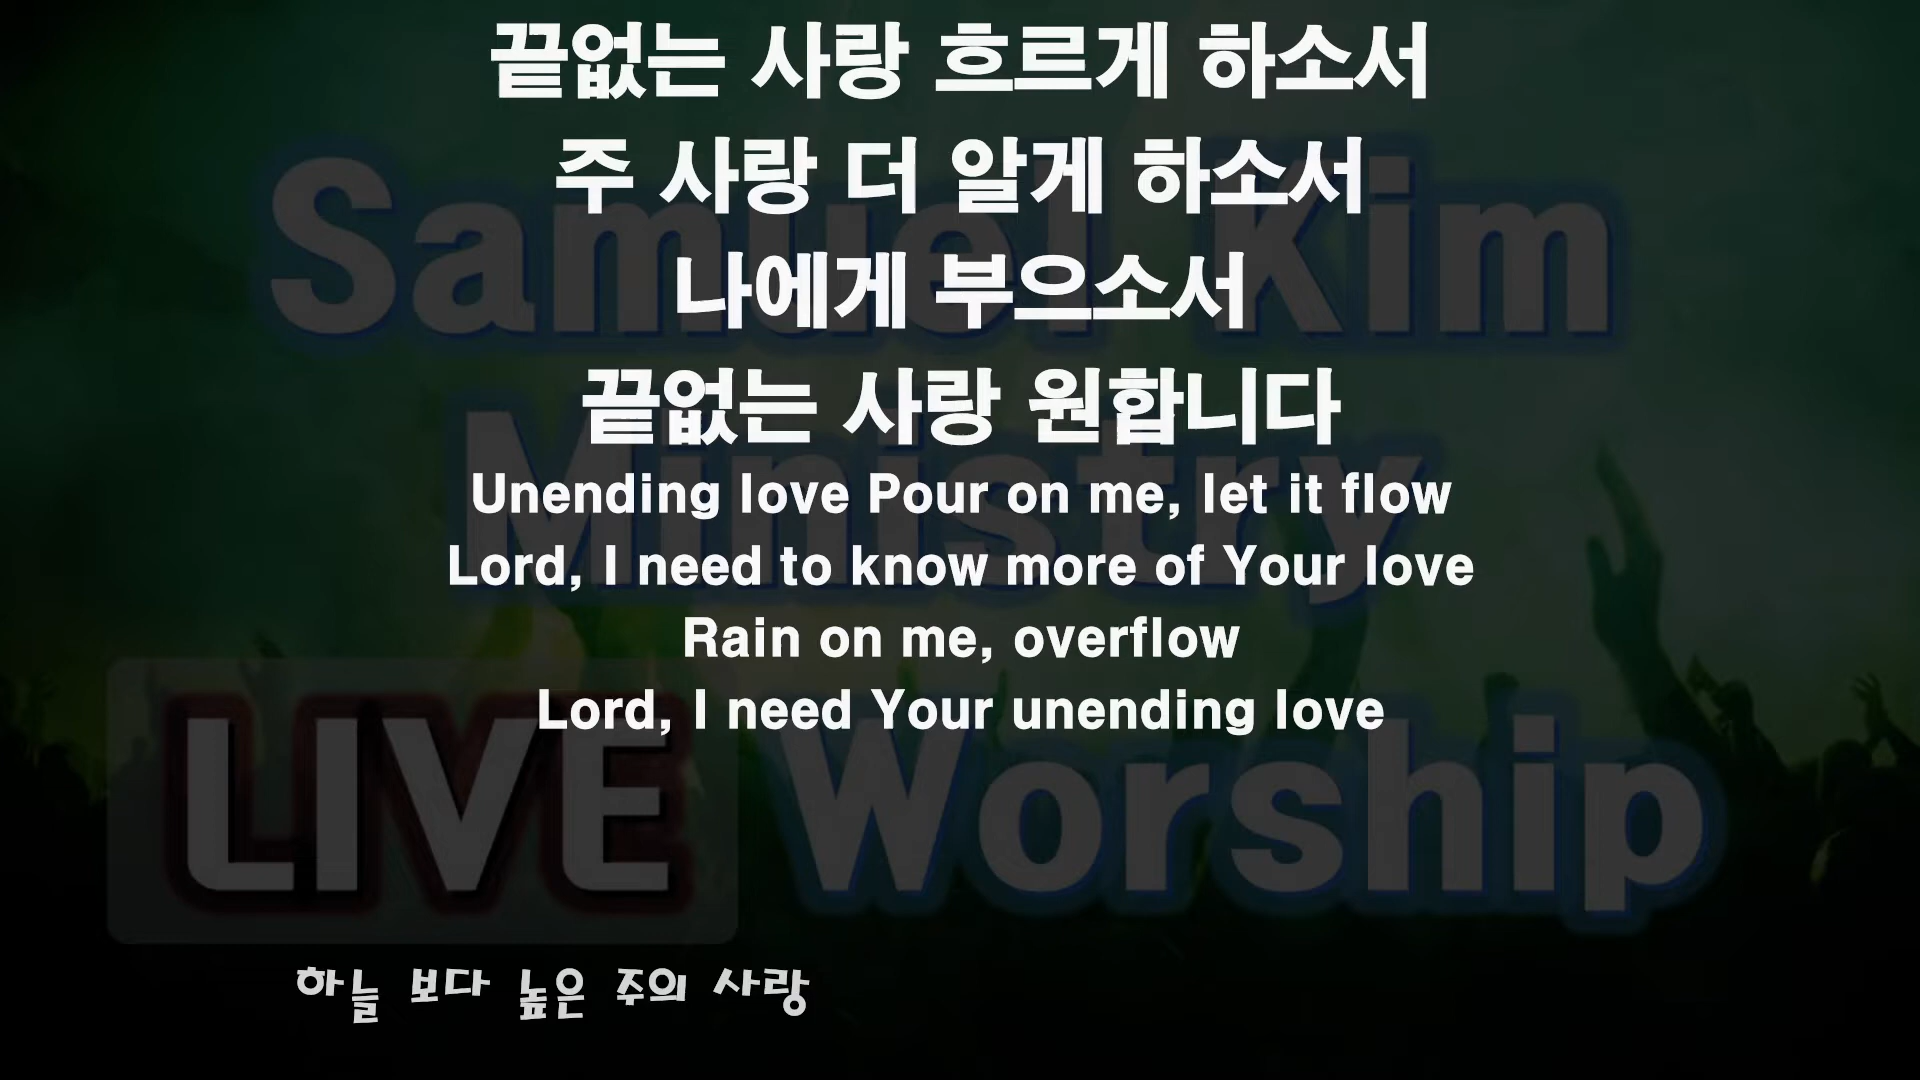 끝없는 사랑 흐르게 하소서
주 사랑 더 알게 하소서
나에게 부으소서
끝없는 사랑 원합니다
Unending love Pour on me, let it flow
Lord, I need to know more of Your love
Rain on me, overflow
Lord, I need Your unending love
Samuel Kim
Ministry
LIVE Worship
하늘 보다 높은 주의 사랑